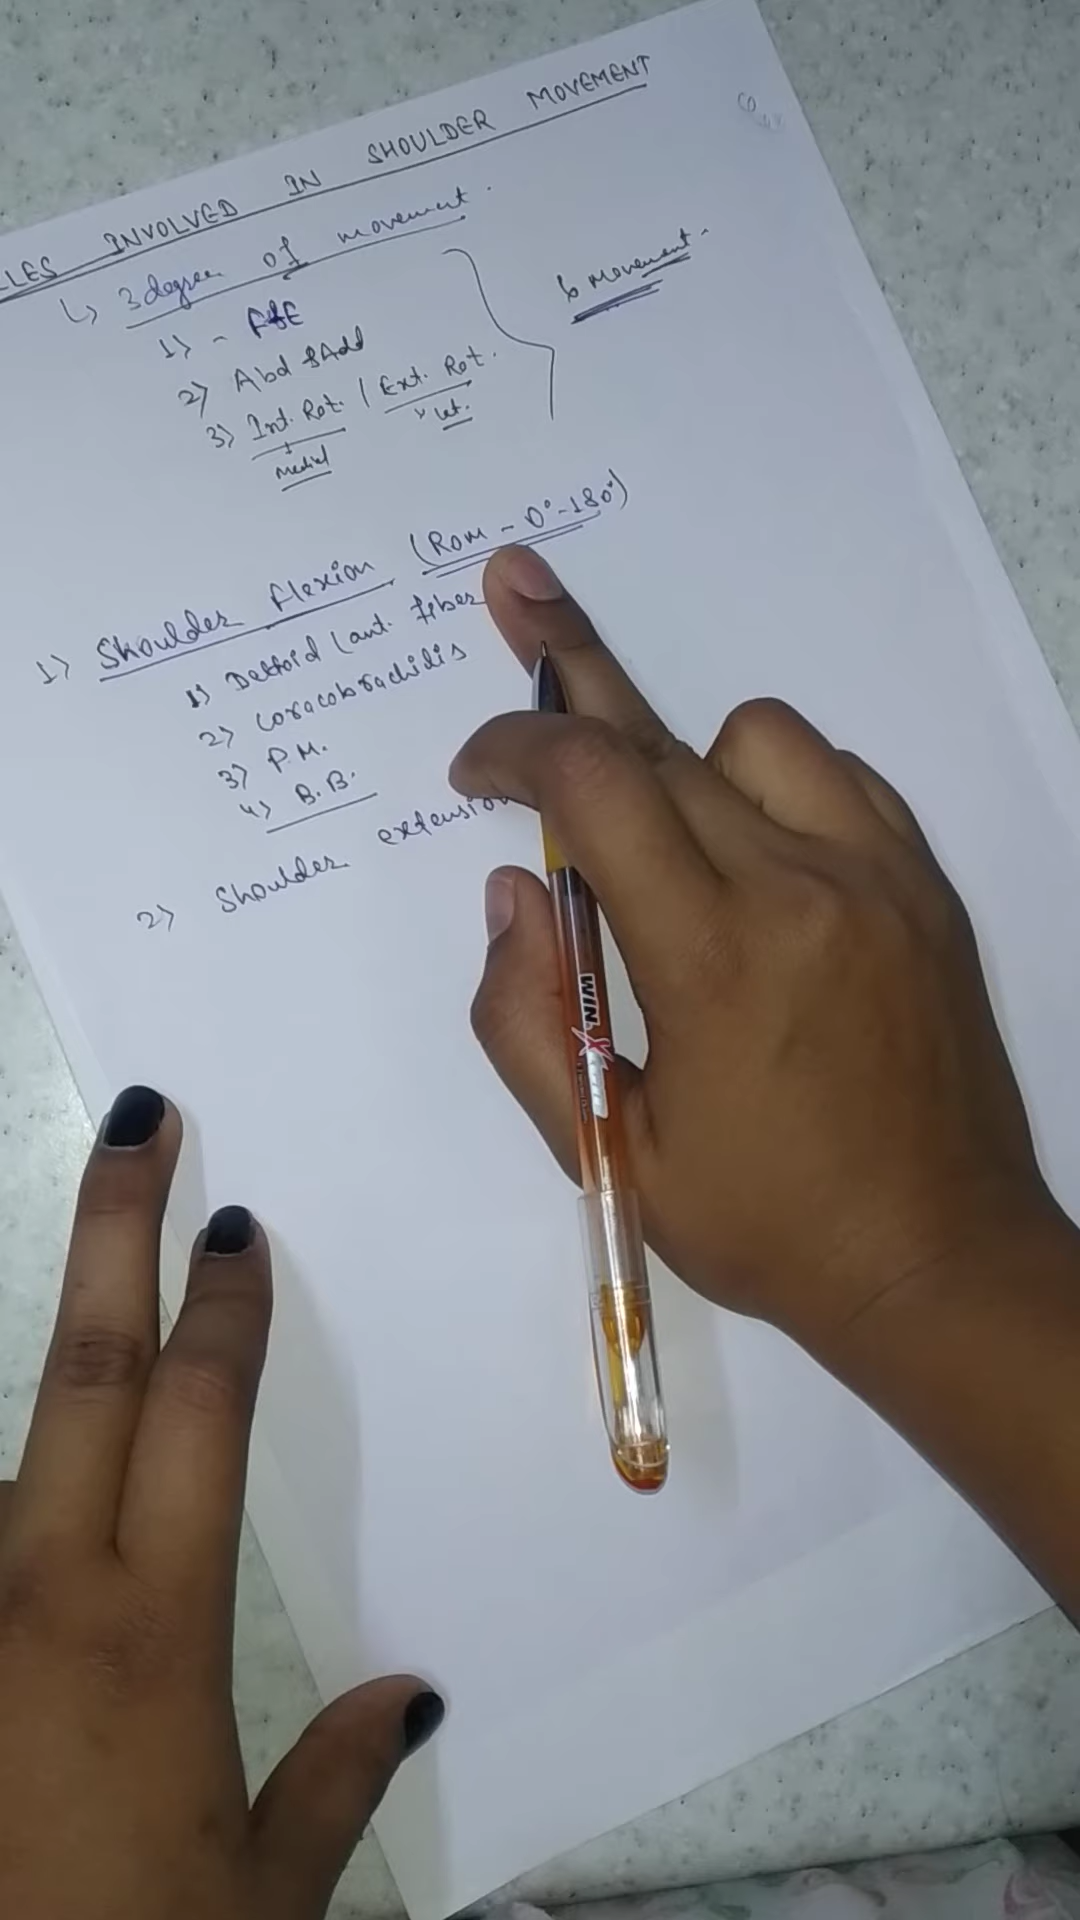 LES INVOLVED IN SHOULDER MOVEMENT
↳ 3 degree of movement.
1) - F&E
2) Abd & Add
3) Int. Rot. / Ext. Rot.
Medial
lat.
6 Movement.
1) Shoulder flexion (ROM - 0°-180°)
1) Deltoid (ant. fiber
2) Coracobrachidis
3) P.M.
4) B.B.
2) Shoulder extension
WIN